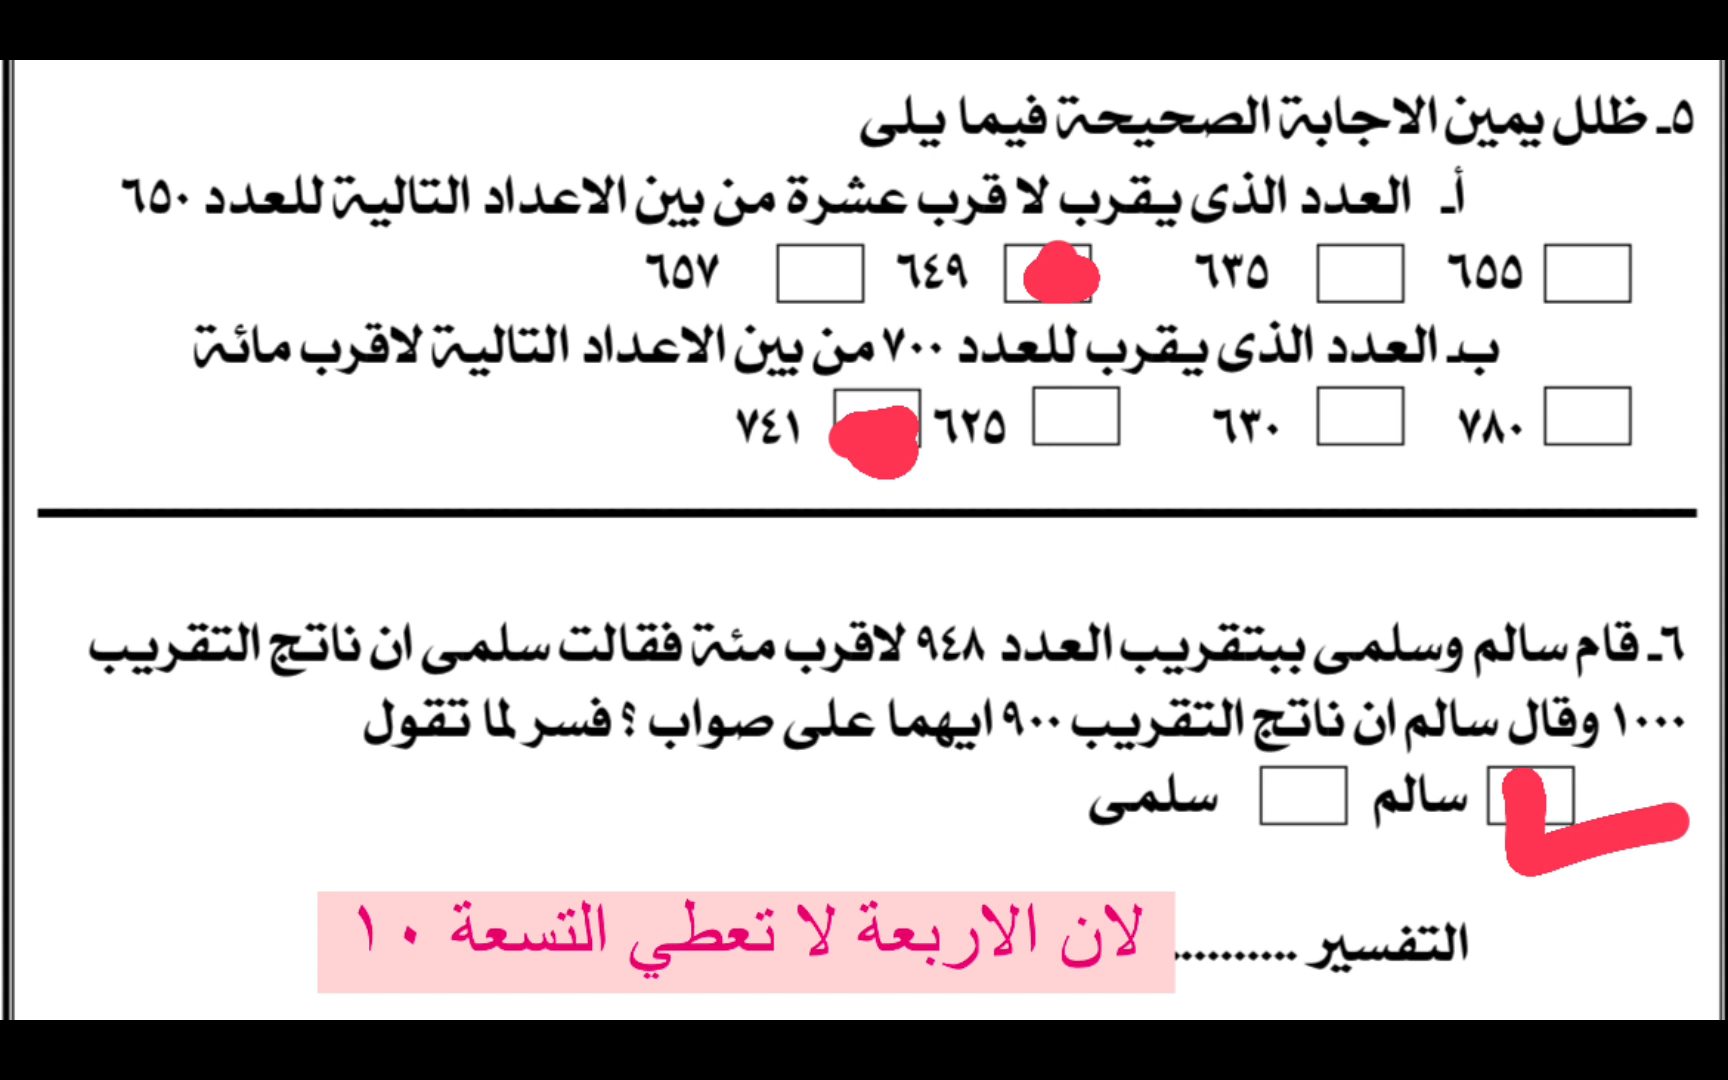 ٥ـ ظلل يمين الاجابة الصحيحة فيما يلى
أـ العدد الذى يقرب لا قرب عشرة من بين الاعداد التالية للعدد ٦٥٠
٦٥٥ ٦٣٥ ٦٤٩ ٦٥٧
بـ العدد الذى يقرب للعدد ٧٠٠ من بين الاعداد التالية لاقرب مائة
٧٨٠ ٦٣٠ ٦٢٥ ٧٤١
٦ـ قام سالم وسلمى ببتقريب العدد ٩٤٨ لاقرب مئة فقالت سلمى ان ناتج التقريب
١٠٠٠ وقال سالم ان ناتج التقريب ٩٠٠ ايهما على صواب ؟ فسر لما تقول
سالم سلمى
التفسير .......... لان الاربعة لا تعطي التسعة ١٠